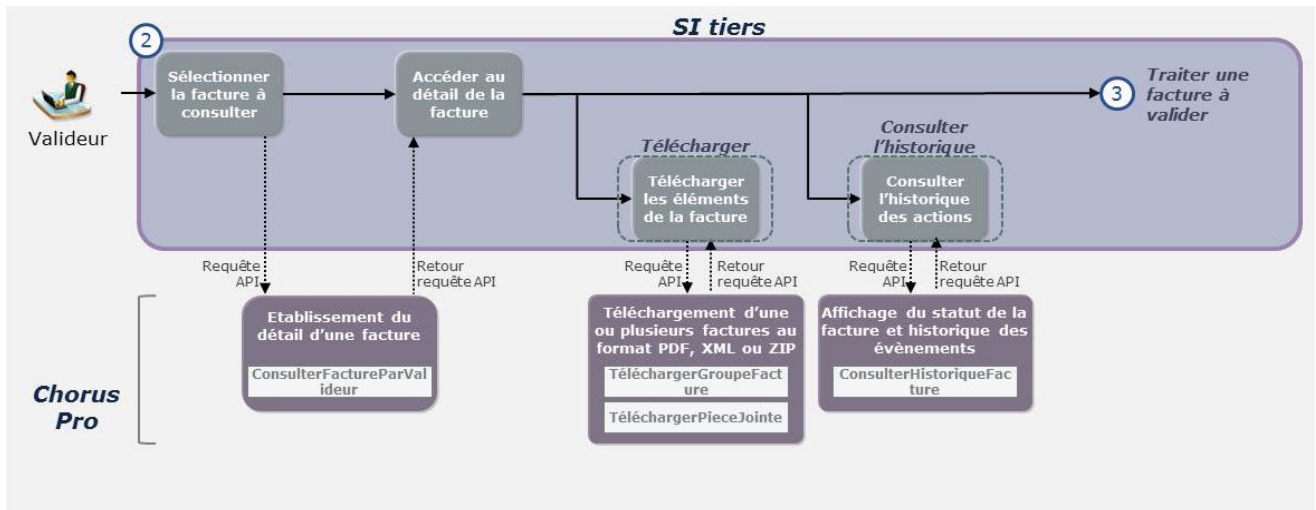 SI tiers
2
Valideur
Sélectionner
la facture à
consulter
Accéder au
détail de la
facture
3
Traiter une
facture à
valider
Télécharger
Télécharger
les éléments
de la facture
Consulter
l'historique
Consulter
l'historique
des actions
Requête
API
Retour
requête API
Requête
API
Retour
requête API
Requête
API
Retour
requête API
Chorus
Pro
Etablissement du
détail d'une facture
ConsulterFactureParVal
ideur
Téléchargement d'une
ou plusieurs factures au
format PDF, XML ou ZIP
TéléchargerGroupeFact
ure
TéléchargerPieceJointe
Affichage du statut de la
facture et historique des
évènements
ConsulterHistoriqueFac
ture